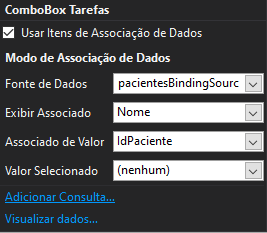 ComboBox Tarefas
Usar Itens de Associação de Dados
Modo de Associação de Dados
Fonte de Dados pacientesBindingSourc
Exibir Associado Nome
Associado de Valor IdPaciente
Valor Selecionado (nenhum)
Adicionar Consulta...
Visualizar dados...